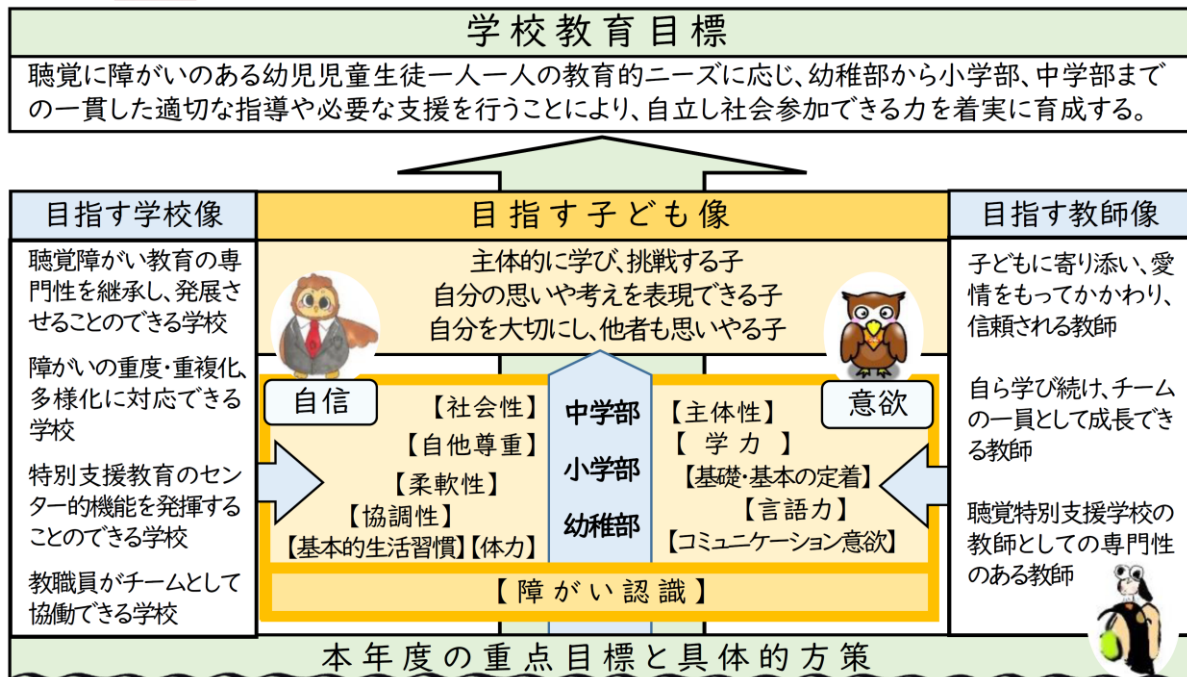 学校教育目標
聴覚に障がいのある幼児児童生徒一人一人の教育的ニーズに応じ、幼稚部から小学部、中学部まで
の一貫した適切な指導や必要な支援を行うことにより、自立し社会参加できる力を着実に育成する。
目指す学校像
聴覚障がい教育の専
門性を継承し、発展さ
せることのできる学校
障がいの重度・重複化、
多様化に対応できる
学校
特別支援教育のセン
ター的機能を発揮する
ことのできる学校
教職員がチームとして
協働できる学校
目指す子ども像
主体的に学び、挑戦する子
自分の思いや考えを表現できる子
自分を大切にし、他者も思いやる子
自信
【社会性】
【自他尊重】
【柔軟性】
【協調性】
【基本的生活習慣】【体力】
中学部
小学部
幼稚部
意欲
【主体性】
【学力】
【基礎・基本の定着】
【言語力】
【コミュニケーション意欲】
【障がい認識】
目指す教師像
子どもに寄り添い、愛
情をもってかかわり、
信頼される教師
自ら学び続け、チーム
の一員として成長でき
る教師
聴覚特別支援学校の
教師としての専門性
のある教師
本年度の重点目標と具体的方策